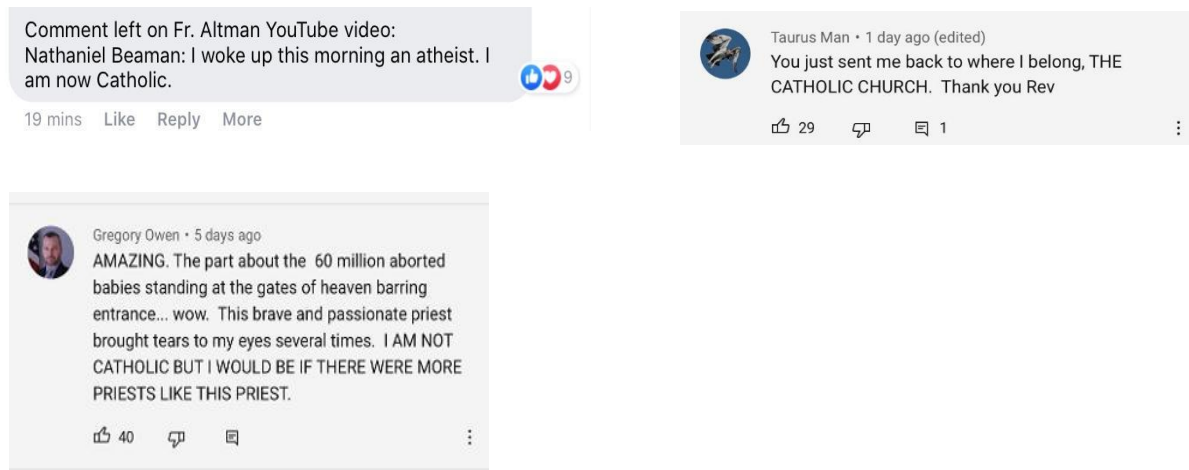 Comment left on Fr. Altman YouTube video:
Nathaniel Beaman: I woke up this morning an atheist. I
am now Catholic.
9
19 mins Like Reply More
Taurus Man • 1 day ago (edited)
You just sent me back to where I belong, THE
CATHOLIC CHURCH. Thank you Rev
29 1
Gregory Owen • 5 days ago
AMAZING. The part about the 60 million aborted
babies standing at the gates of heaven barring
entrance... wow. This brave and passionate priest
brought tears to my eyes several times. I AM NOT
CATHOLIC BUT I WOULD BE IF THERE WERE MORE
PRIESTS LIKE THIS PRIEST.
40